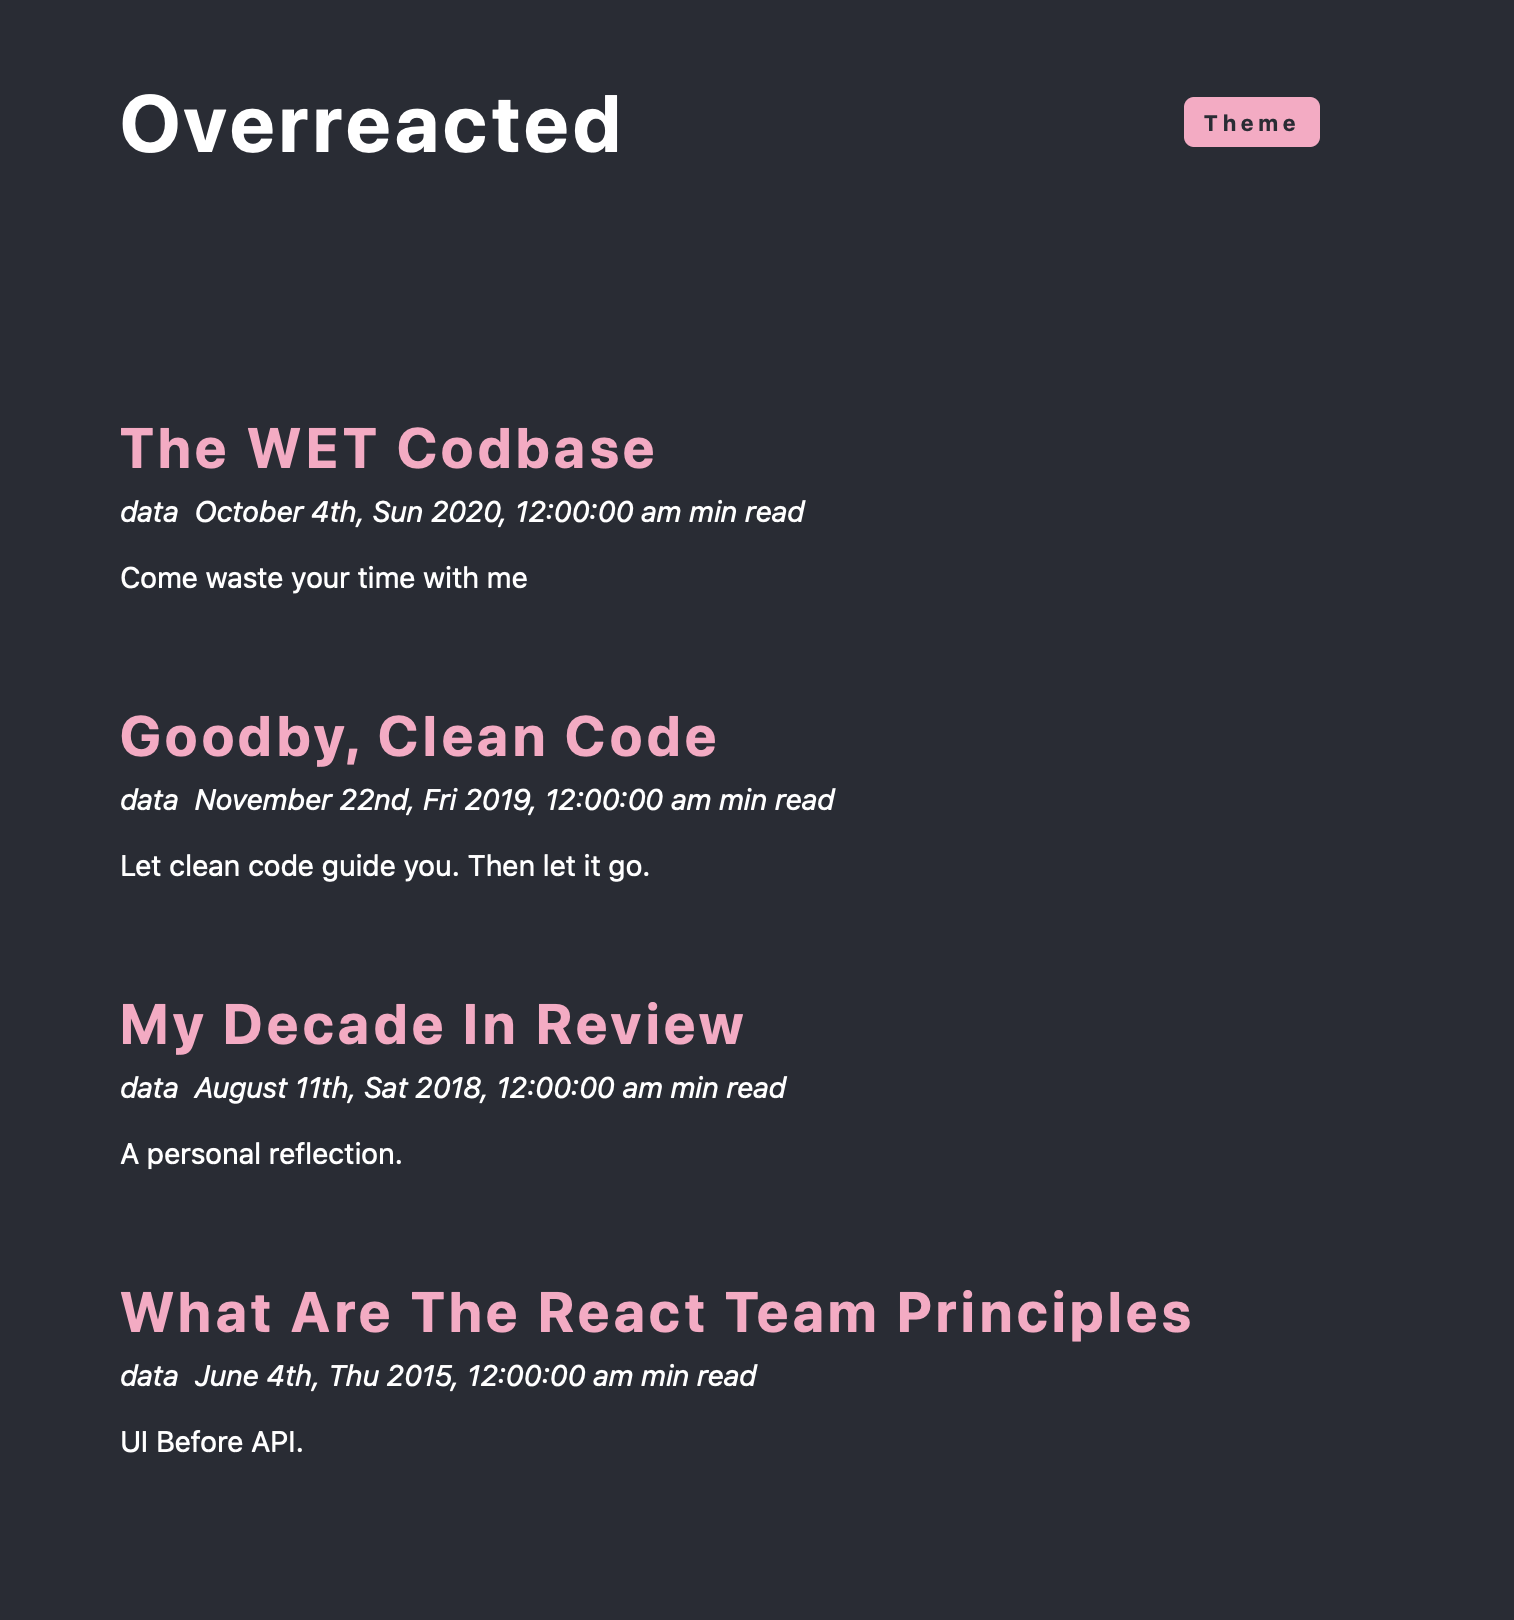 Overreacted
Theme
The WET Codbase
data October 4th, Sun 2020, 12:00:00 am min read
Come waste your time with me
Goodby, Clean Code
data November 22nd, Fri 2019, 12:00:00 am min read
Let clean code guide you. Then let it go.
My Decade In Review
data August 11th, Sat 2018, 12:00:00 am min read
A personal reflection.
What Are The React Team Principles
data June 4th, Thu 2015, 12:00:00 am min read
UI Before API.